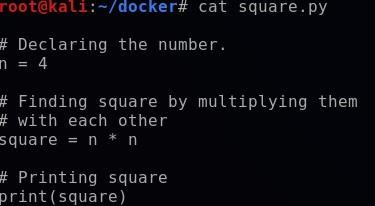 root@kali:~/docker# cat square.py
# Declaring the number.
n = 4
# Finding square by multiplying them
# with each other
square = n * n
# Printing square
print(square)